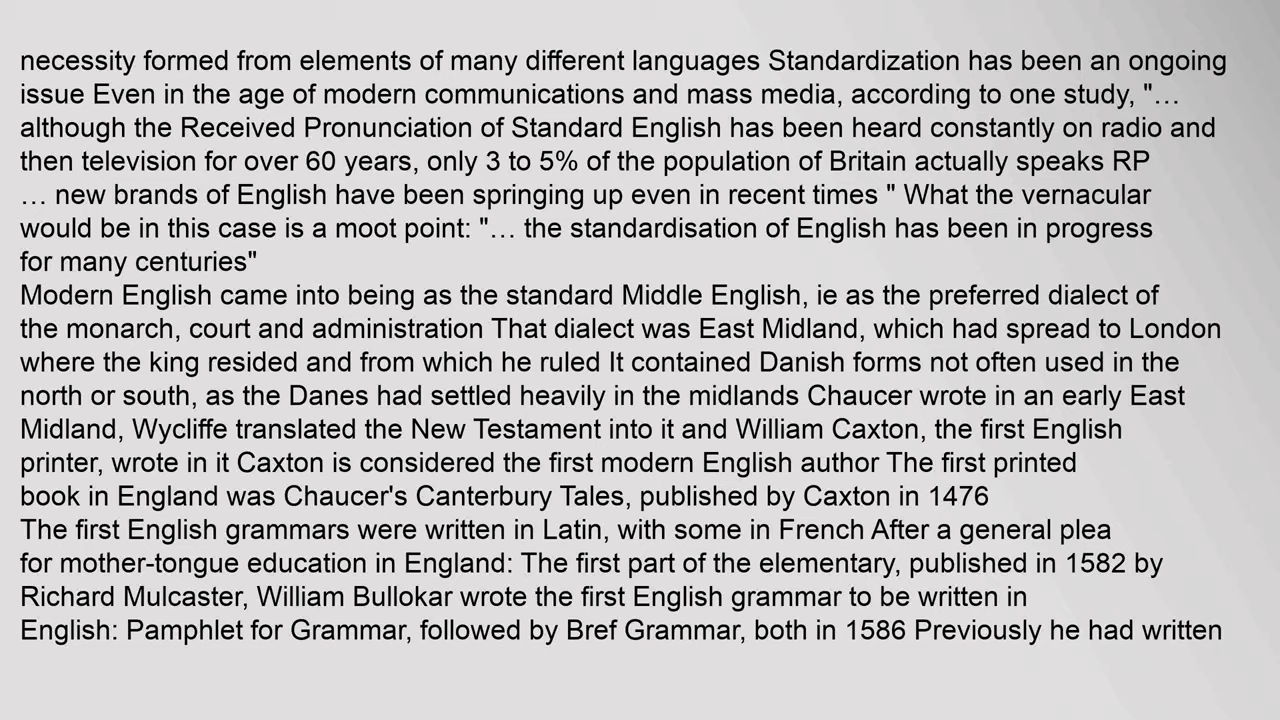 necessity formed from elements of many different languages Standardization has been an ongoing
issue Even in the age of modern communications and mass media, according to one study, "…
although the Received Pronunciation of Standard English has been heard constantly on radio and
then television for over 60 years, only 3 to 5% of the population of Britain actually speaks RP
… new brands of English have been springing up even in recent times " What the vernacular
would be in this case is a moot point: "… the standardisation of English has been in progress
for many centuries"
Modern English came into being as the standard Middle English, ie as the preferred dialect of
the monarch, court and administration That dialect was East Midland, which had spread to London
where the king resided and from which he ruled It contained Danish forms not often used in the
north or south, as the Danes had settled heavily in the midlands Chaucer wrote in an early East
Midland, Wycliffe translated the New Testament into it and William Caxton, the first English
printer, wrote in it Caxton is considered the first modern English author The first printed
book in England was Chaucer's Canterbury Tales, published by Caxton in 1476
The first English grammars were written in Latin, with some in French After a general plea
for mother-tongue education in England: The first part of the elementary, published in 1582 by
Richard Mulcaster, William Bullokar wrote the first English grammar to be written in
English: Pamphlet for Grammar, followed by Bref Grammar, both in 1586 Previously he had written